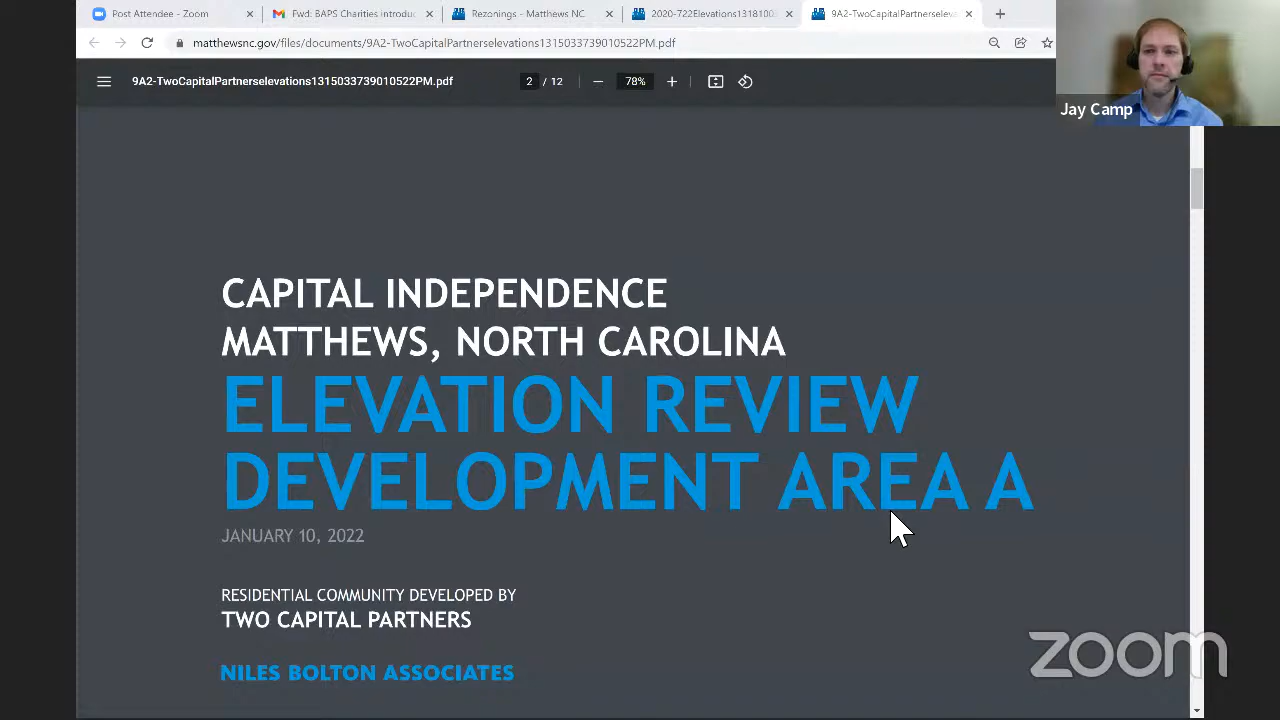 Post Attendee - Zoom
Fwd: BAPS Charities introduc
Rezonings - Matthews NC
2020-722Elevations1318100
9A2-TwoCapitalPartnerselev
matthewsnc.gov/files/documents/9A2-TwoCapitalPartnerselevations1315033739010522PM.pdf
9A2-TwoCapitalPartnerselevations1315033739010522PM.pdf
2 / 12
78%
Jay Camp
CAPITAL INDEPENDENCE
MATTHEWS, NORTH CAROLINA
ELEVATION REVIEW
DEVELOPMENT AREA A
JANUARY 10, 2022
RESIDENTIAL COMMUNITY DEVELOPED BY
TWO CAPITAL PARTNERS
NILES BOLTON ASSOCIATES
zoom